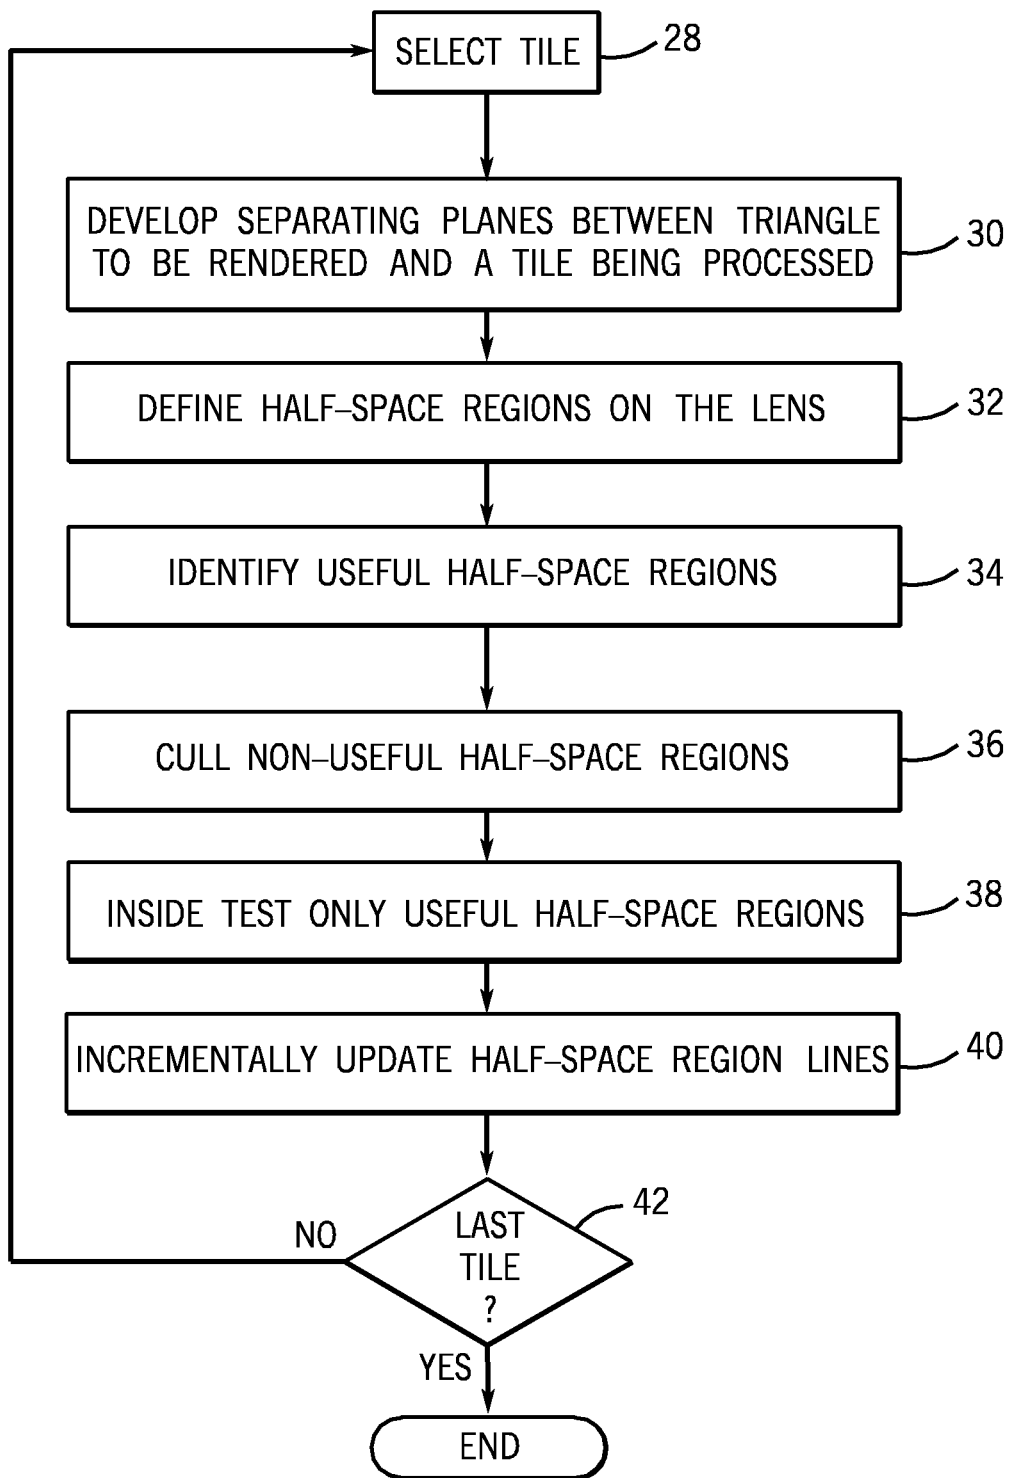 SELECT TILE
28
DEVELOP SEPARATING PLANES BETWEEN TRIANGLE
TO BE RENDERED AND A TILE BEING PROCESSED
30
DEFINE HALF–SPACE REGIONS ON THE LENS
32
IDENTIFY USEFUL HALF–SPACE REGIONS
34
CULL NON–USEFUL HALF–SPACE REGIONS
36
INSIDE TEST ONLY USEFUL HALF–SPACE REGIONS
38
INCREMENTALLY UPDATE HALF–SPACE REGION LINES
40
LAST
TILE
?
42
NO
YES
END